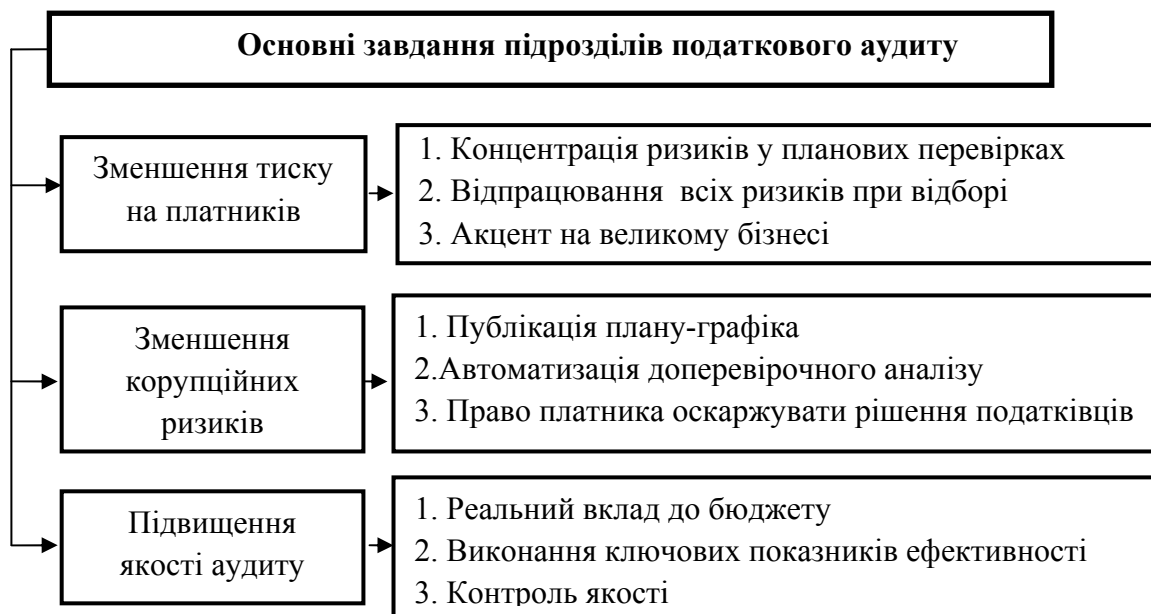 Основні завдання підрозділів податкового аудиту
Зменшення тиску
на платників
1. Концентрація ризиків у планових перевірках
2. Відпрацювання всіх ризиків при відборі
3. Акцент на великому бізнесі
Зменшення
корупційних
ризиків
1. Публікація плану-графіка
2.Автоматизація доперевірочного аналізу
3. Право платника оскаржувати рішення податківців
Підвищення
якості аудиту
1. Реальний вклад до бюджету
2. Виконання ключових показників ефективності
3. Контроль якості